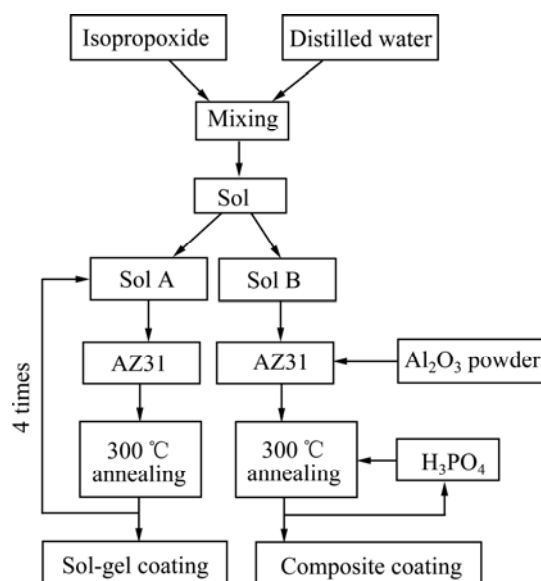 Isopropoxide
Distilled water
Mixing
Sol
Sol A
Sol B
AZ31
AZ31
Al₂O₃ powder
4 times
300 ℃
annealing
300 ℃
annealing
H₃PO₄
Sol-gel coating
Composite coating